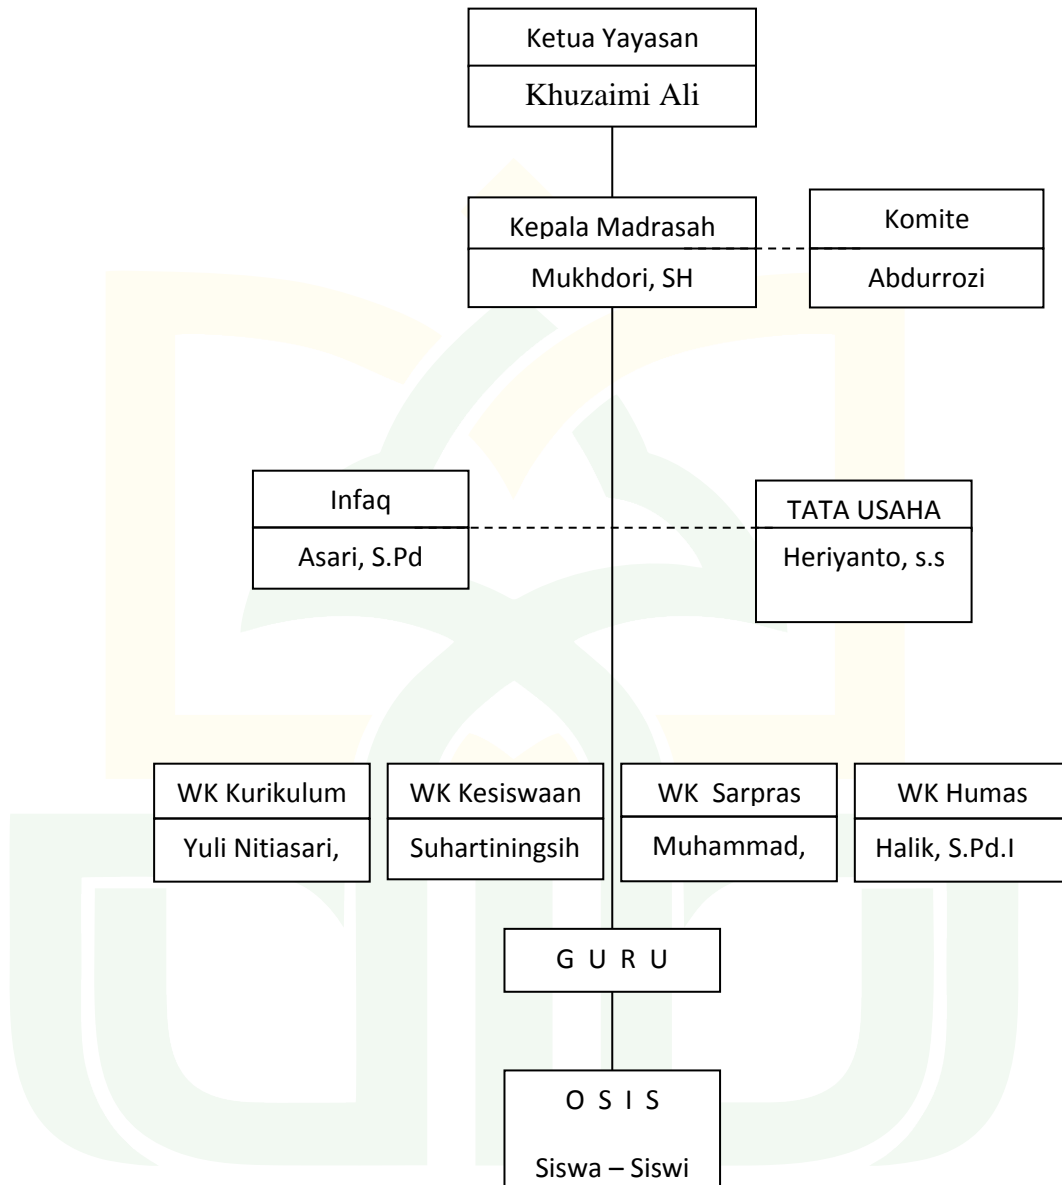 Ketua Yayasan
Khuzaimi Ali
Kepala Madrasah
Mukhdori, SH
Komite
Abdurrozi
Infaq
Asari, S.Pd
TATA USAHA
Heriyanto, s.s
WK Kurikulum
Yuli Nitiasari,
WK Kesiswaan
Suhartiningsih
WK Sarpras
Muhammad,
WK Humas
Halik, S.Pd.I
G U R U
O S I S
Siswa – Siswi